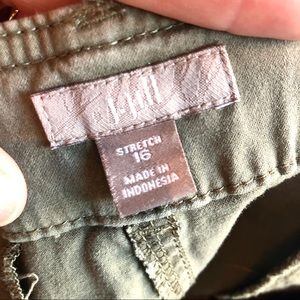 J.Jill
STRETCH
16
MADE IN
INDONESIA